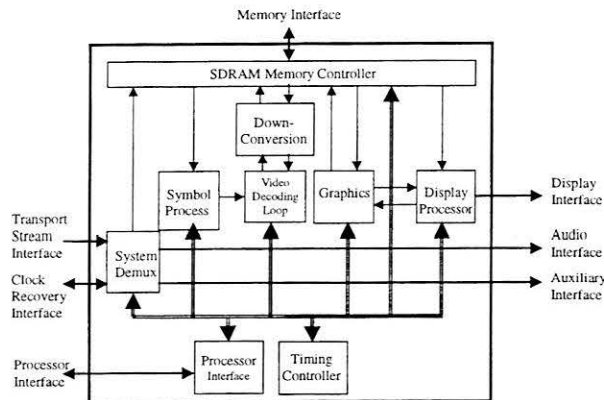 Memory Interface
SDRAM Memory Controller
Down-
Conversion
Symbol
Process
Video
Decoding
Loop
Graphics
Display
Processor
Display
Interface
Transport
Stream
Interface
System
Demux
Audio
Interface
Clock
Recovery
Interface
Auxiliary
Interface
Processor
Interface
Processor
Interface
Timing
Controller